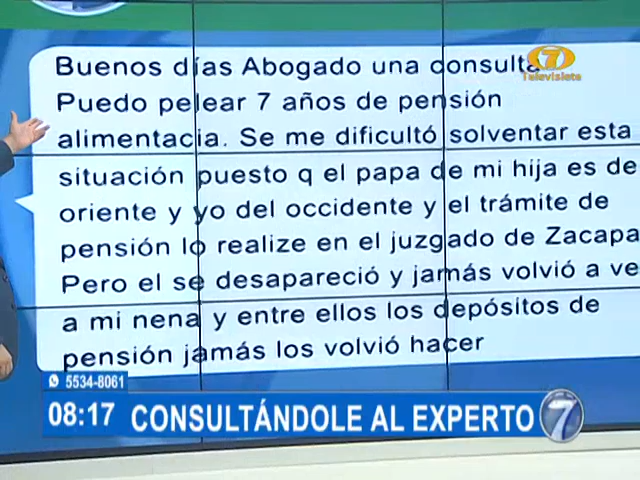 Buenos días Abogado una consulta
7
Televisiete
Puedo pelear 7 años de pensión
alimentacia. Se me dificultó solventar esta
situación puesto q el papa de mi hija es de
oriente y yo del occidente y el trámite de
pensión lo realize en el juzgado de Zacapa
Pero el se desapareció y jamás volvió a ve
a mi nena y entre ellos los depósitos de
pensión jamás los volvió hacer
5534-8061
08:17 CONSULTÁNDOLE AL EXPERTO 7